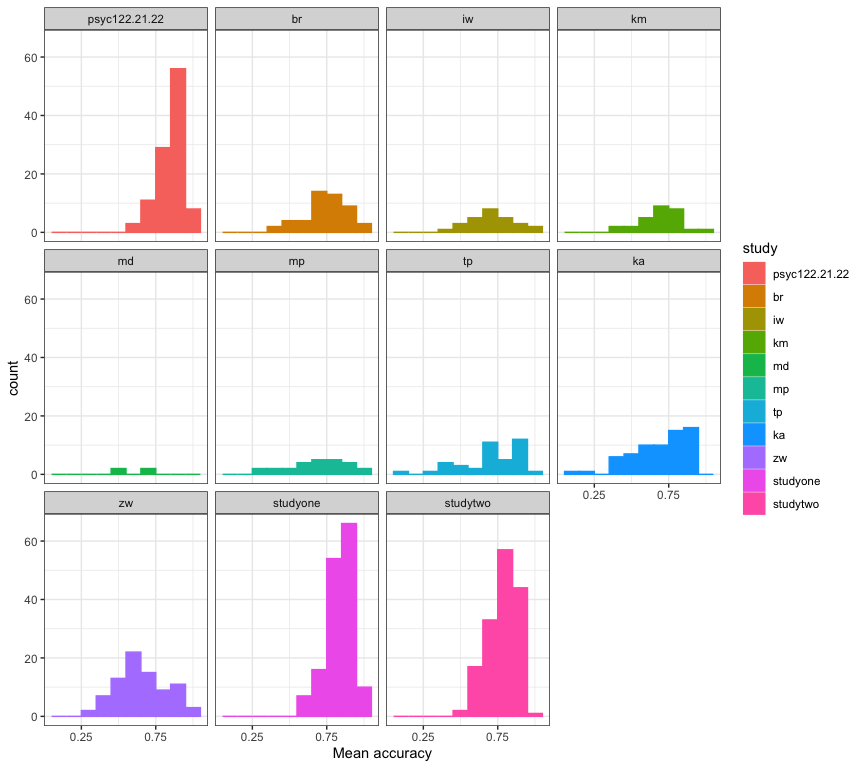 psyc122.21.22 br iw km
60
40
20
0
md mp tp ka
60
40
20
0
0.25 0.75
zw studyone studytwo
60
40
20
0
0.25 0.75 0.25 0.75 0.25 0.75
Mean accuracy
count
study
psyc122.21.22
br
iw
km
md
mp
tp
ka
zw
studyone
studytwo